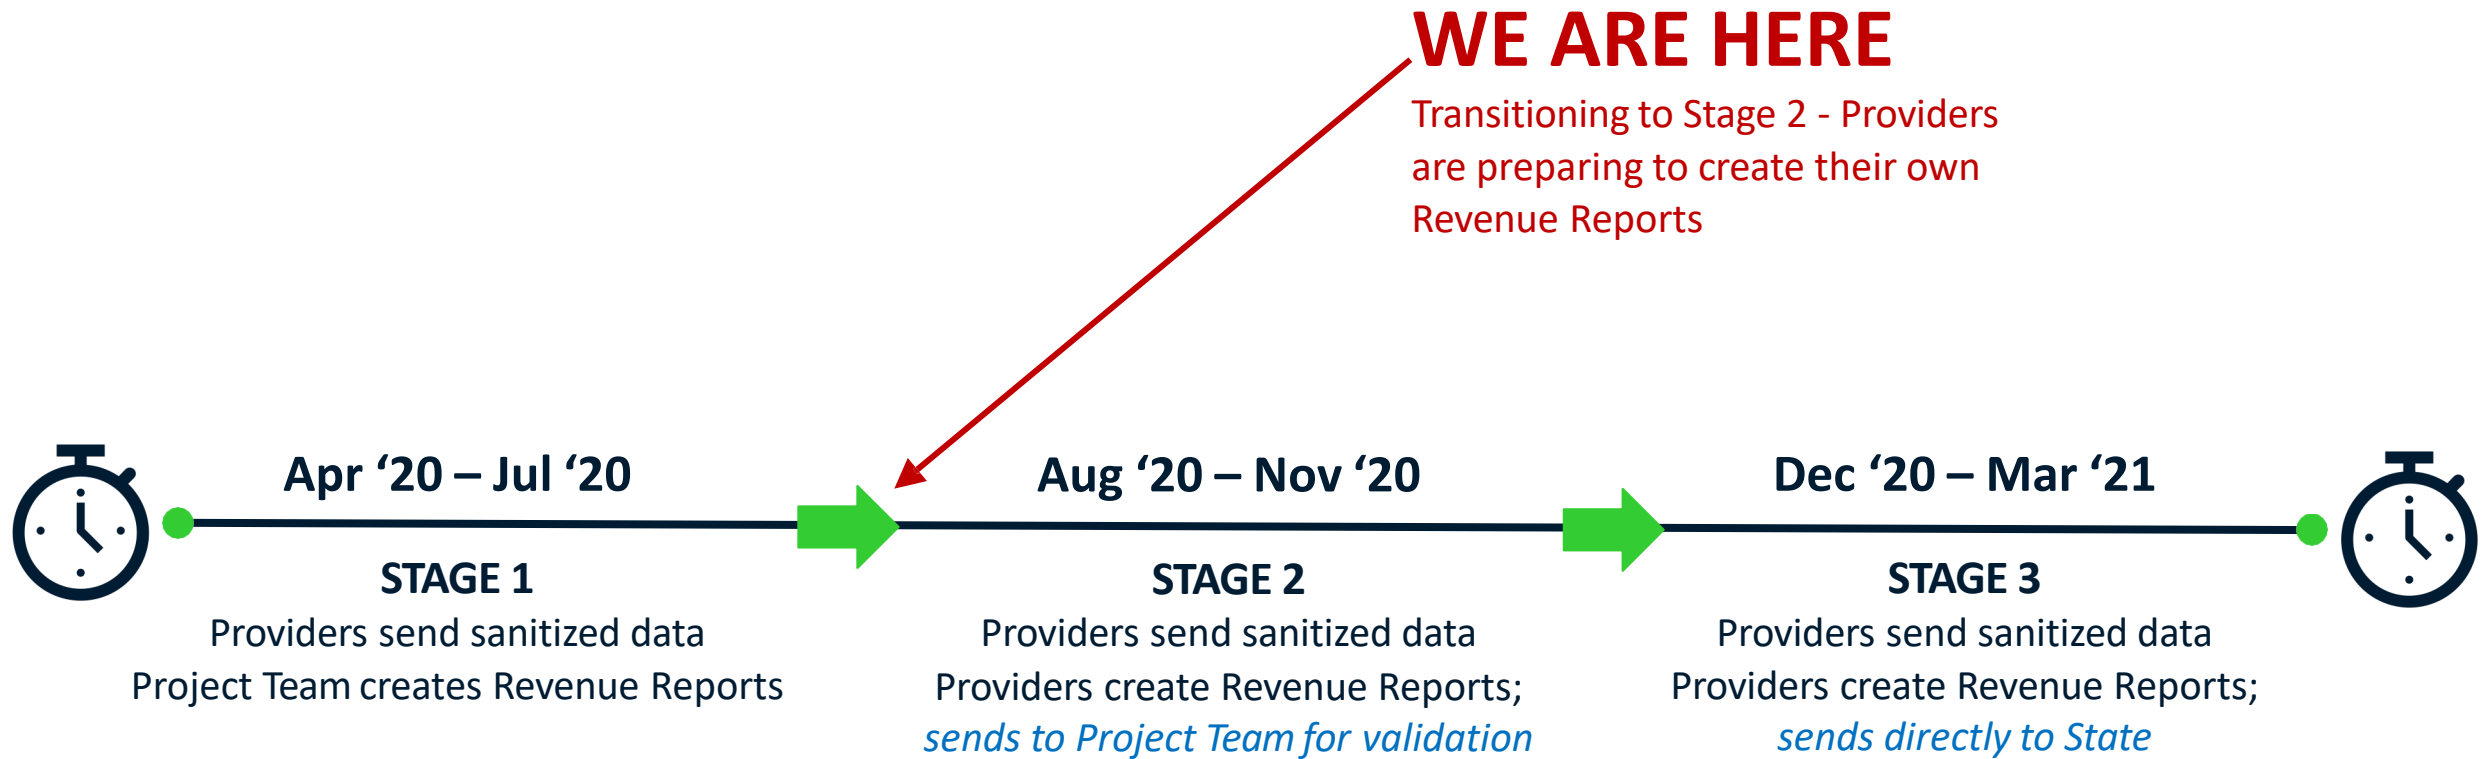 WE ARE HERE
Transitioning to Stage 2 - Providers
are preparing to create their own
Revenue Reports
Apr ‘20 – Jul ‘20
Aug ‘20 – Nov ‘20
Dec ‘20 – Mar ‘21
STAGE 1
Providers send sanitized data
Project Team creates Revenue Reports
STAGE 2
Providers send sanitized data
Providers create Revenue Reports;
sends to Project Team for validation
STAGE 3
Providers send sanitized data
Providers create Revenue Reports;
sends directly to State